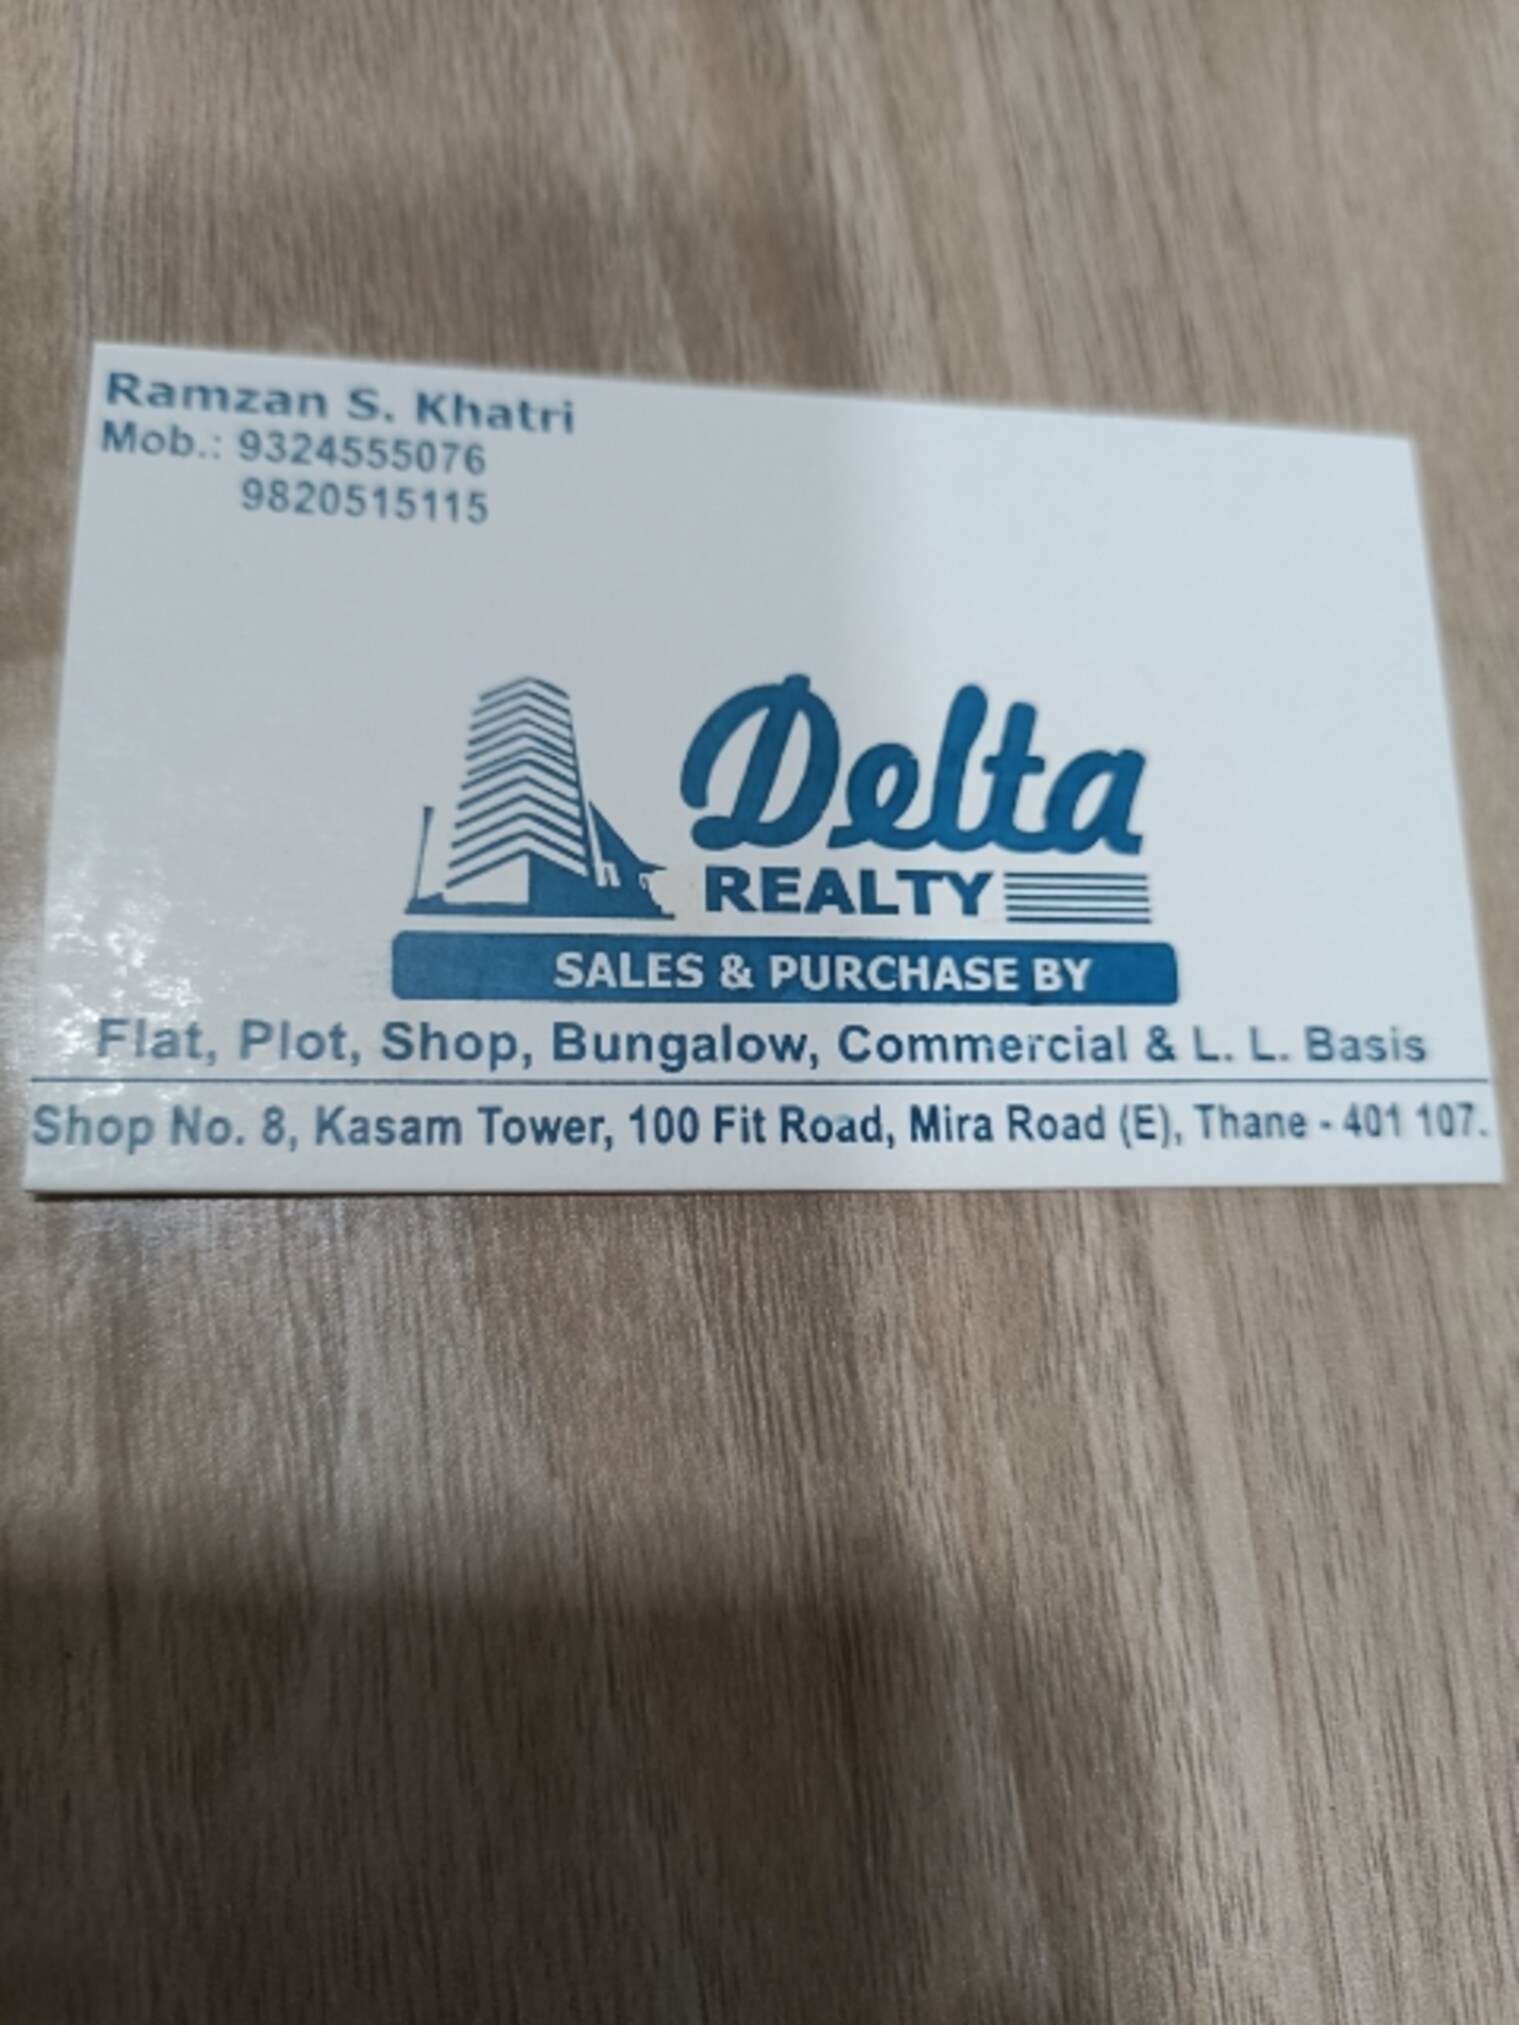 Ramzan S. Khatri
Mob.: 9324555076
9820515115
Delta
REALTY
SALES & PURCHASE BY
Flat, Plot, Shop, Bungalow, Commercial & L. L. Basis
Shop No. 8, Kasam Tower, 100 Fit Road, Mira Road (E), Thane - 401 107.